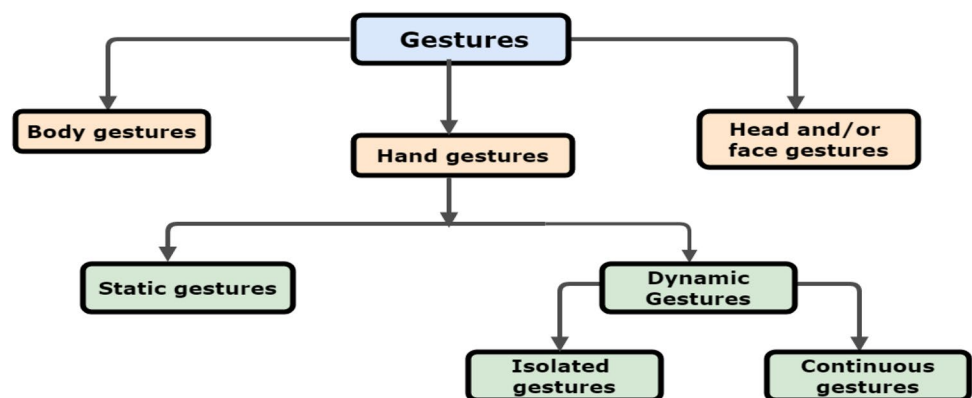 Gestures
Body gestures
Hand gestures
Head and/or
face gestures
Static gestures
Dynamic
Gestures
Isolated
gestures
Continuous
gestures